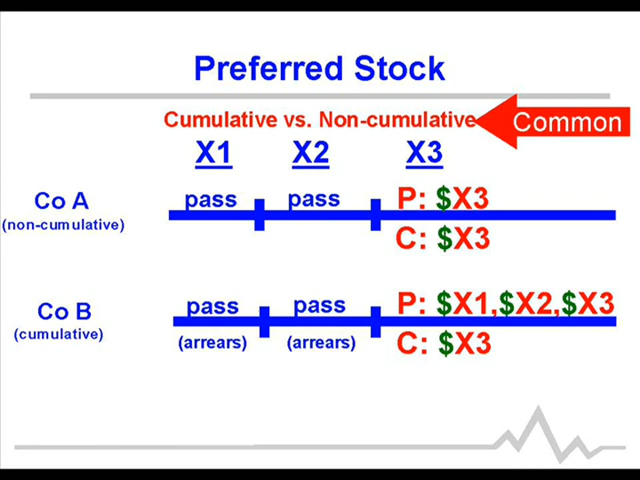 Preferred Stock
Cumulative vs. Non-cumulative
Common
X1 X2 X3
Co A
(non-cumulative)
pass pass P: $X3
C: $X3
Co B
(cumulative)
pass pass P: $X1,$X2,$X3
(arrears) (arrears) C: $X3